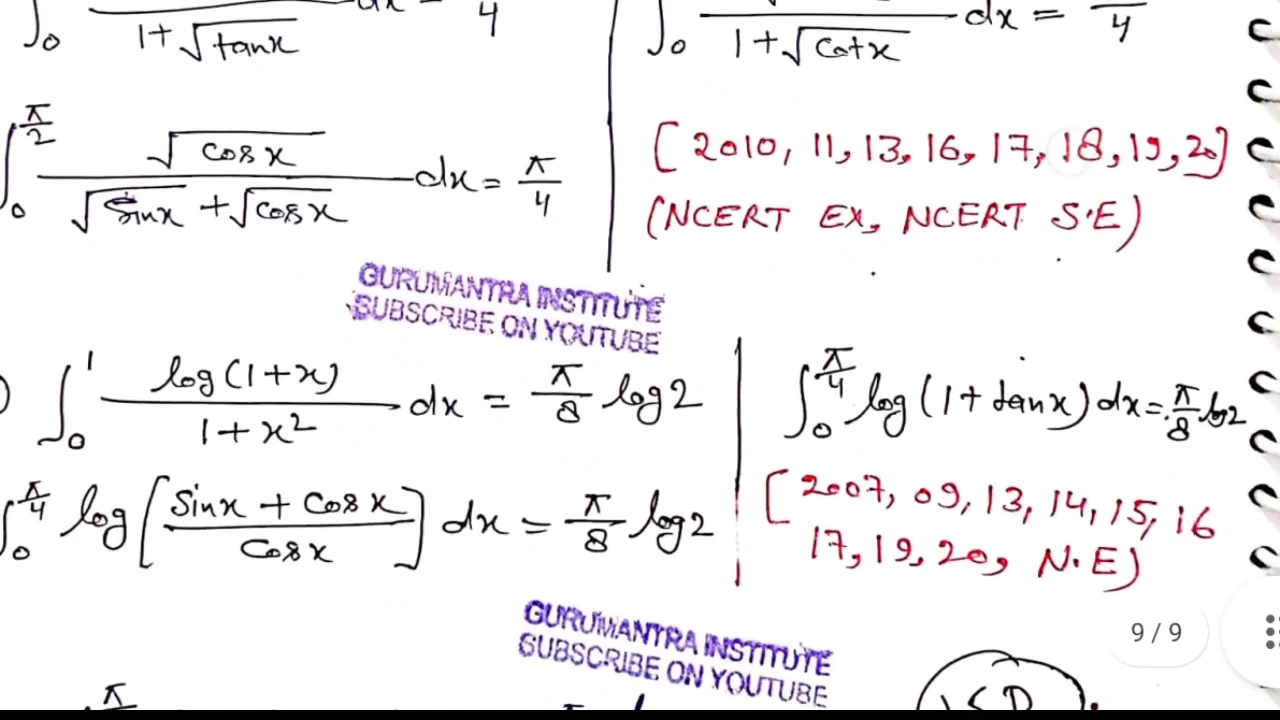 ∫₀ 1+√tanx dx = 4
∫₀ 1+√cotx dx = 4
∫₀^π/2 √cosx / (√sinx + √cosx) dx = π/4
[2010, 11, 13, 16, 17, 18, 19, 20]
(NCERT EX, NCERT S.E)
GURUMANTRA INSTITUTE
SUBSCRIBE ON YOUTUBE
) ∫₀^1 log(1+x) / (1+x²) dx = π/8 log2
∫₀^π/4 log(1+tanx)dx = π/8 log2
∫₀^π/4 log[(sinx + cosx) / cosx] dx = π/8 log2
[2007, 09, 13, 14, 15, 16
17, 19, 20, N.E)
GURUMANTRA INSTITUTE
SUBSCRIBE ON YOUTUBE
9 / 9
π